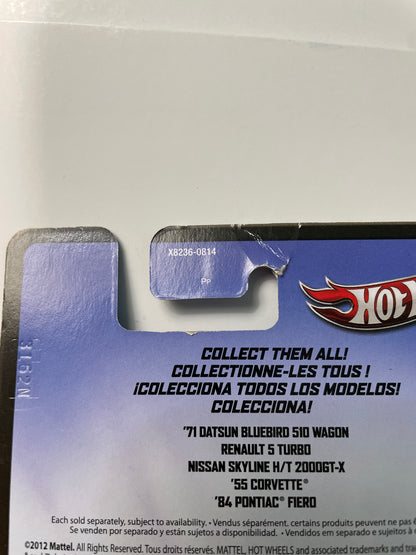 X8236-0814
Pp
HOT
3162N
COLLECT THEM ALL!
COLLECTIONNE-LES TOUS !
¡COLECCIONA TODOS LOS MODELOS!
COLECCIONA!
'71 DATSUN BLUEBIRD 510 WAGON
RENAULT 5 TURBO
NISSAN SKYLINE H/T 2000GT-X
'55 CORVETTE®
'84 PONTIAC® FIERO
Each sold separately, subject to availability. • Vendus séparément. certains produits peuvent ne pas
Se venden por separado y están sujetos a disponibilidad. • Vendidos em separado e sujeitos
©2012 Mattel. All Rights Reserved. Tous droits réservés. MATTEL, HOT WHEELS and associated trademarks and